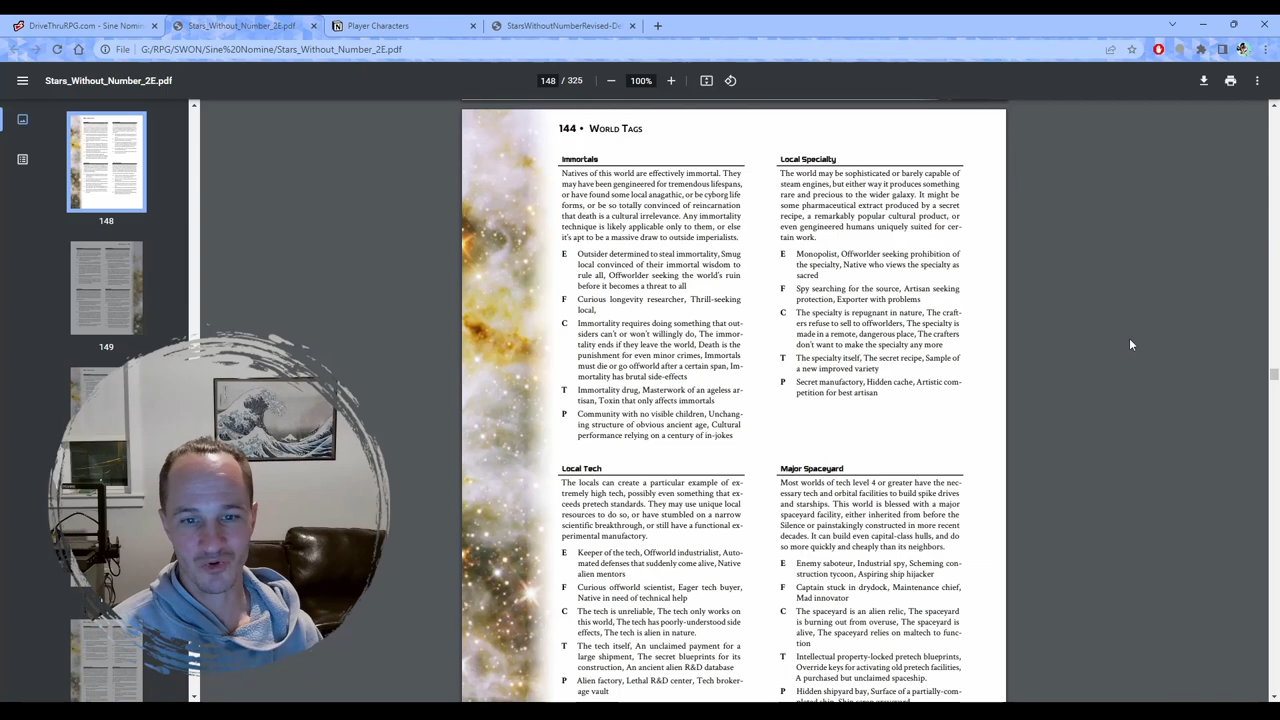 DriveThruRPG.com - Sine Nomin
Stars_Without_Number_2E.pdf
Player Characters
StarsWithoutNumberRevised-De
File
G:/RPG/SWON/Sine%20Nomine/Stars_Without_Number_2E.pdf
Stars_Without_Number_2E.pdf
148 / 325
100%
148
149
144 • World Tags
Immortals
Natives of this world are effectively immortal. They
may have been gengineered for tremendous lifespans,
or have found some local anagathic, or be cyborg life
forms, or be so totally convinced of reincarnation
that death is a cultural irrelevance. Any immortality
technique is likely applicable only to them, or else
it's apt to be a massive draw to outside imperialists.
E Outsider determined to steal immortality, Smug
local convinced of their immortal wisdom to
rule all, Offworlder seeking the world's ruin
before it becomes a threat to all
F Curious longevity researcher, Thrill-seeking
local,
C Immortality requires doing something that out-
siders can't or won't willingly do, The immor-
tality ends if they leave the world, Death is the
punishment for even minor crimes, Immortals
must die or go offworld after a certain span, Im-
mortality has brutal side-effects
T Immortality drug, Masterwork of an ageless ar-
tisan, Toxin that only affects immortals
P Community with no visible children, Unchang-
ing structure of obvious ancient age, Cultural
performance relying on a century of in-jokes
Local Specialty
The world may be sophisticated or barely capable of
steam engines, but either way it produces something
rare and precious to the wider galaxy. It might be
some pharmaceutical extract produced by a secret
recipe, a remarkably popular cultural product, or
even gengineered humans uniquely suited for cer-
tain work.
E Monopolist, Offworlder seeking prohibition of
the specialty, Native who views the specialty as
sacred
F Spy searching for the source, Artisan seeking
protection, Exporter with problems
C The specialty is repugnant in nature, The craft-
ers refuse to sell to offworlders, The specialty is
made in a remote, dangerous place, The crafters
don't want to make the specialty any more
T The specialty itself, The secret recipe, Sample of
a new improved variety
P Secret manufactory, Hidden cache, Artistic com-
petition for best artisan
Local Tech
The locals can create a particular example of ex-
tremely high tech, possibly even something that ex-
ceeds pretech standards. They may use unique local
resources to do so, or have stumbled on a narrow
scientific breakthrough, or still have a functional ex-
perimental manufactory.
E Keeper of the tech, Offworld industrialist, Auto-
mated defenses that suddenly come alive, Native
alien mentors
F Curious offworld scientist, Eager tech buyer,
Native in need of technical help
C The tech is unreliable, The tech only works on
this world, The tech has poorly-understood side
effects, The tech is alien in nature.
T The tech itself, An unclaimed payment for a
large shipment, The secret blueprints for its
construction, An ancient alien R&D database
P Alien factory, Lethal R&D center, Tech broker-
age vault
Major Spaceyard
Most worlds of tech level 4 or greater have the nec-
essary tech and orbital facilities to build spike drives
and starships. This world is blessed with a major
spaceyard facility, either inherited from before the
Silence or painstakingly constructed in more recent
decades. It can build even capital-class hulls, and do
so more quickly and cheaply than its neighbors.
E Enemy saboteur, Industrial spy, Scheming con-
struction tycoon, Aspiring ship hijacker
F Captain stuck in drydock, Maintenance chief,
Mad innovator
C The spaceyard is an alien relic, The spaceyard
is burning out from overuse, The spaceyard is
alive, The spaceyard relies on maltech to func-
tion
T Intellectual property-locked pretech blueprints,
Override keys for activating old pretech facilities,
A purchased but unclaimed spaceship.
P Hidden shipyard bay, Surface of a partially-com-